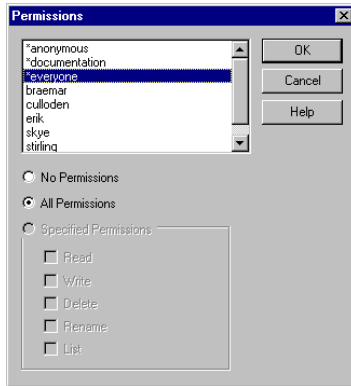 Permissions
*anonymous
*documentation
*everyone
braemar
culloden
erik
skye
stirling
OK
Cancel
Help
No Permissions
All Permissions
Specified Permissions
Read
Write
Delete
Rename
List